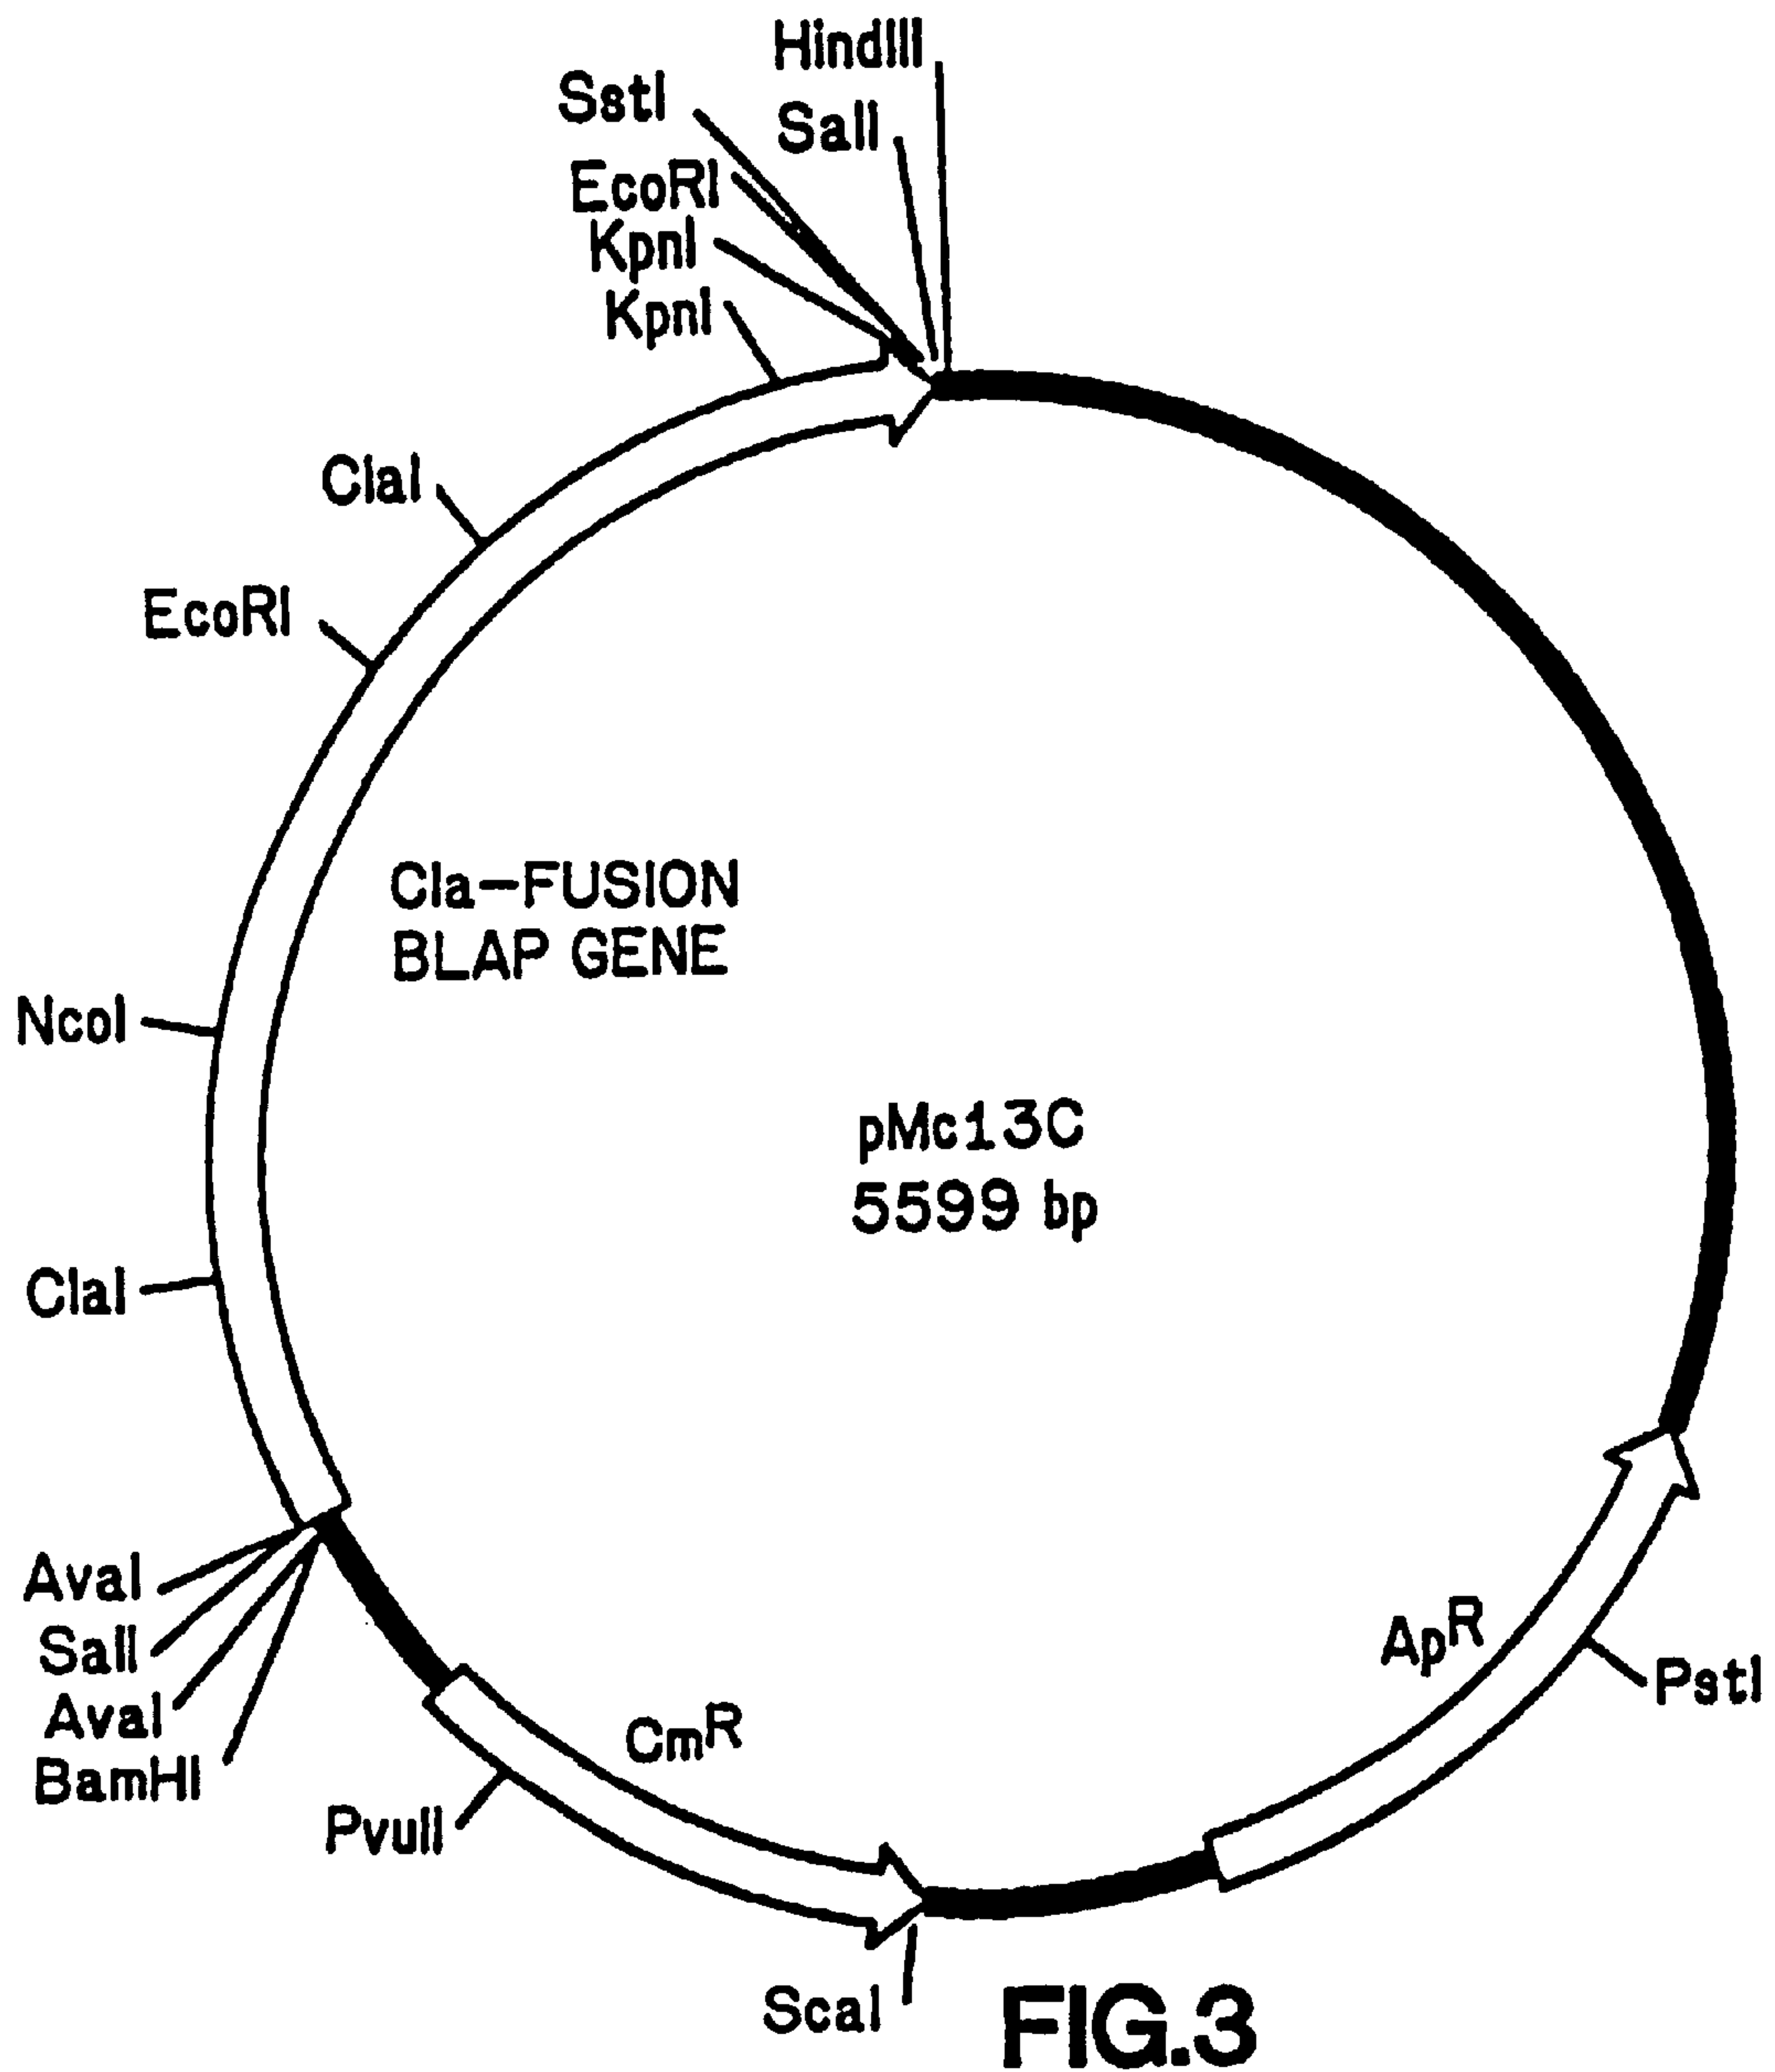 HindIII
SstI
SalI
EcoRI
KpnI
KpnI
ClaI
EcoRI
Cla-FUSION
BLAP GENE
NcoI
pMc13C
5599 bp
ClaI
AvaI
SalI
AvaI
BamHI
ApR
PstI
CmR
PvuII
ScaI
FIG.3